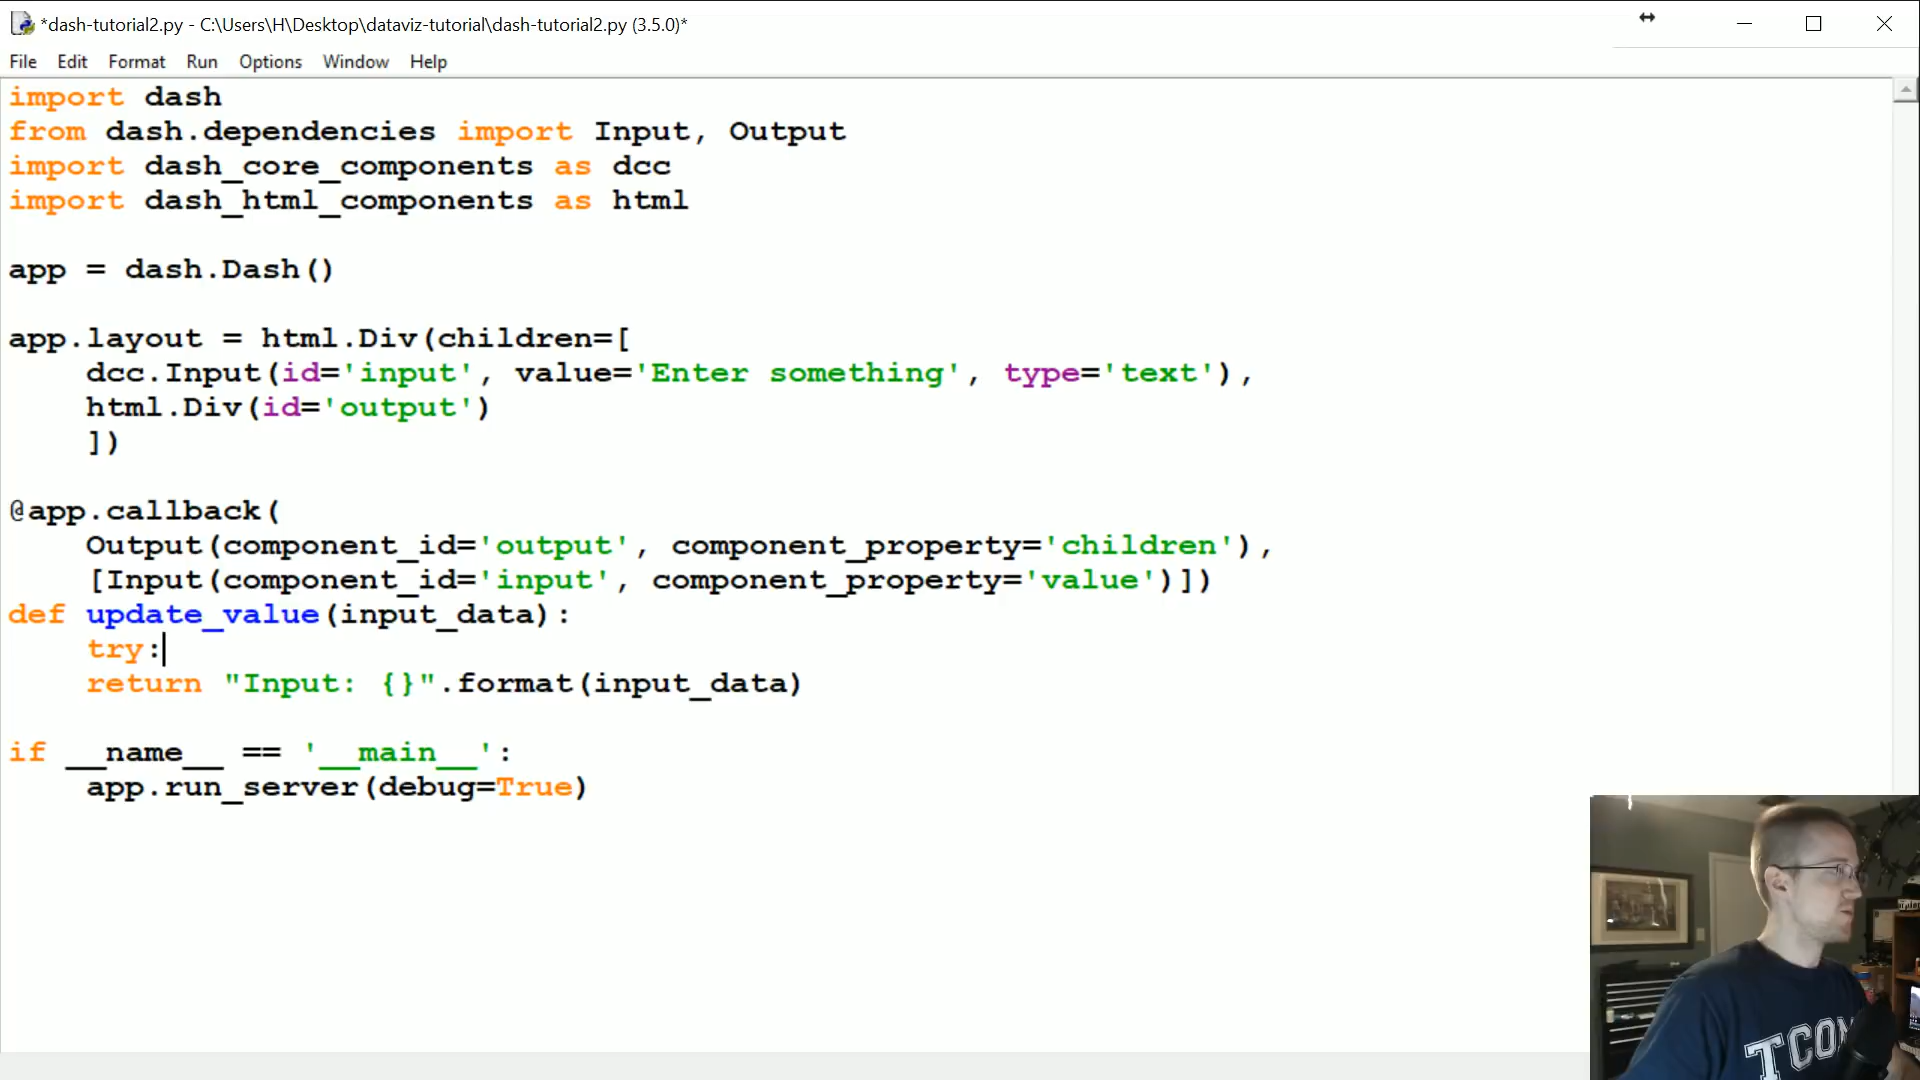 *dash-tutorial2.py - C:\Users\H\Desktop\dataviz-tutorial\dash-tutorial2.py (3.5.0)*
File Edit Format Run Options Window Help
import dash
from dash.dependencies import Input, Output
import dash_core_components as dcc
import dash_html_components as html
app = dash.Dash()
app.layout = html.Div(children=[
    dcc.Input(id='input', value='Enter something', type='text'),
    html.Div(id='output')
    ])
@app.callback(
    Output(component_id='output', component_property='children'),
    [Input(component_id='input', component_property='value')])
def update_value(input_data):
    try:
    return "Input: {}".format(input_data)
if __name__ == '__main__':
    app.run_server(debug=True)
TCOM